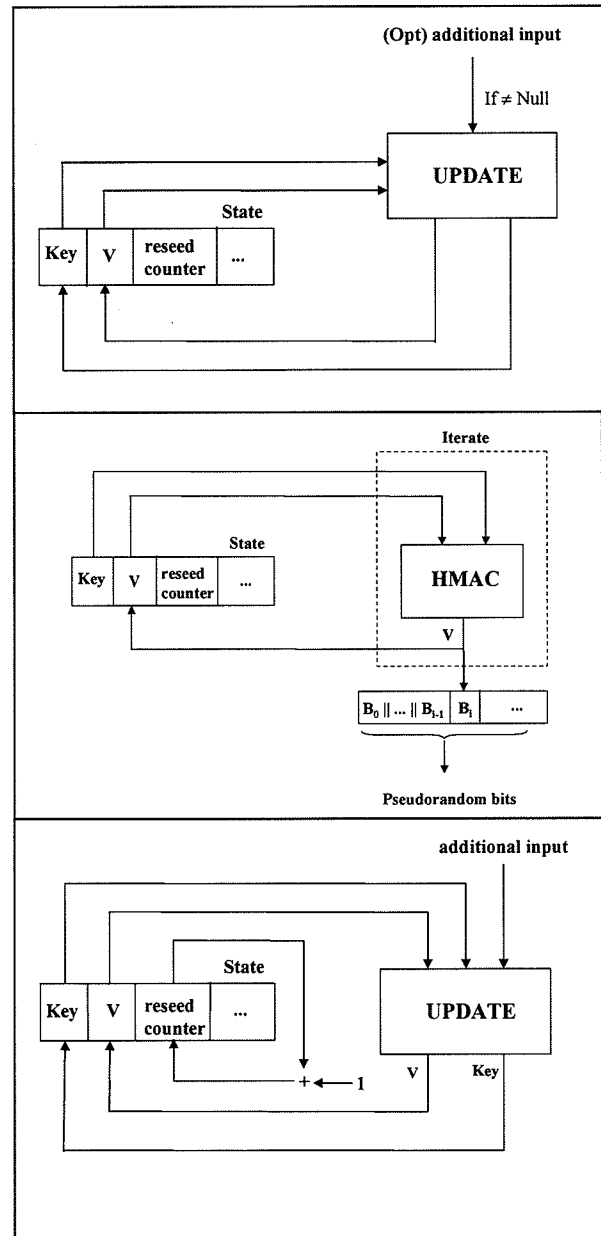 (Opt) additional input
If ≠ Null
UPDATE
State
Key
V
reseed
counter
...
Iterate
State
Key
V
reseed
counter
...
HMAC
V
B₀ || ... || Bᵢ₋₁
Bᵢ
...
Pseudorandom bits
additional input
State
Key
V
reseed
counter
...
UPDATE
V
Key
+
1